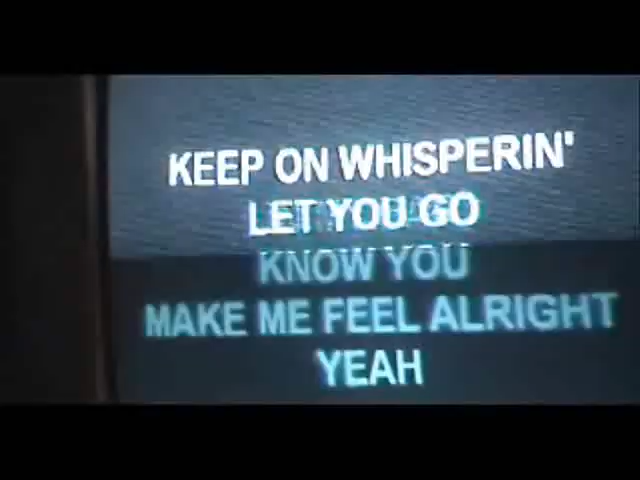 KEEP ON WHISPERIN'
LET YOU GO
KNOW YOU
MAKE ME FEEL ALRIGHT
YEAH